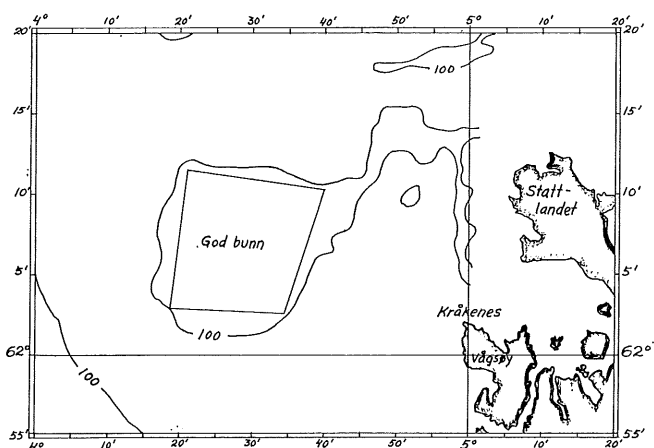 4° 10' 20' 30' 40' 50' 5° 10' 20'
20' 20'
100
15' 15'
10' 10'
Statt-
landet
God bunn
5' 5'
Kråkenes
100
62° 62°
Vågsøy
100
55' 55'
4° 10' 20' 30' 40' 50' 5° 10' 20'